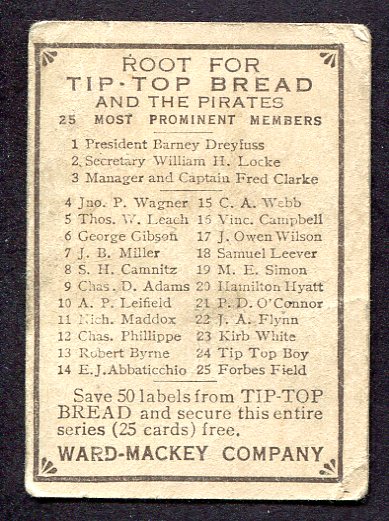 ROOT FOR
TIP-TOP BREAD
AND THE PIRATES
25 MOST PROMINENT MEMBERS
1 President Barney Dreyfuss
2 Secretary William H. Locke
3 Manager and Captain Fred Clarke
4 Jno. P. Wagner 15 C. A. Webb
5 Thos. W. Leach 16 Vinc. Campbell
6 George Gibson 17 J. Owen Wilson
7 J. B. Miller 18 Samuel Leever
8 S. H. Camnitz 19 M. E. Simon
9 Chas. D. Adams 20 Hamilton Hyatt
10 A. P. Leifield 21 P. D. O'Connor
11 Nich. Maddox 22 J. A. Flynn
12 Chas. Phillippe 23 Kirb White
13 Robert Byrne 24 Tip Top Boy
14 E.J. Abbaticchio 25 Forbes Field
Save 50 labels from TIP-TOP
BREAD and secure this entire
series (25 cards) free.
WARD-MACKEY COMPANY